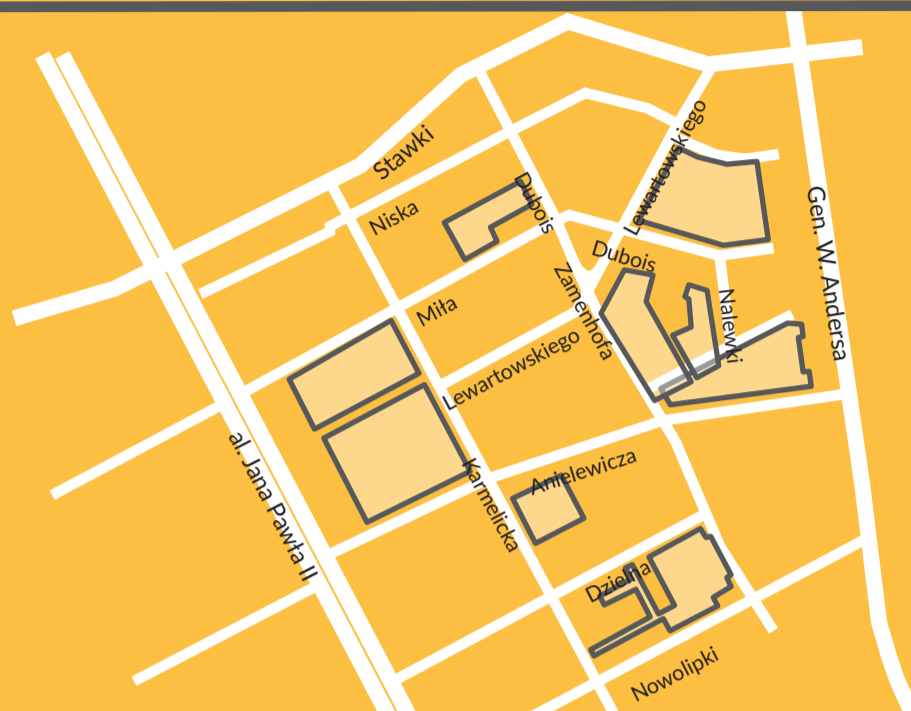 Stawki
Lewartowskiego
Niska
Dubois
Gen. W. Andersa
Dubois
Miła
Zamenhofa
Nalewki
Lewartowskiego
al. Jana Pawła II
Karmelicka
Anielewicza
Dzielna
Nowolipki